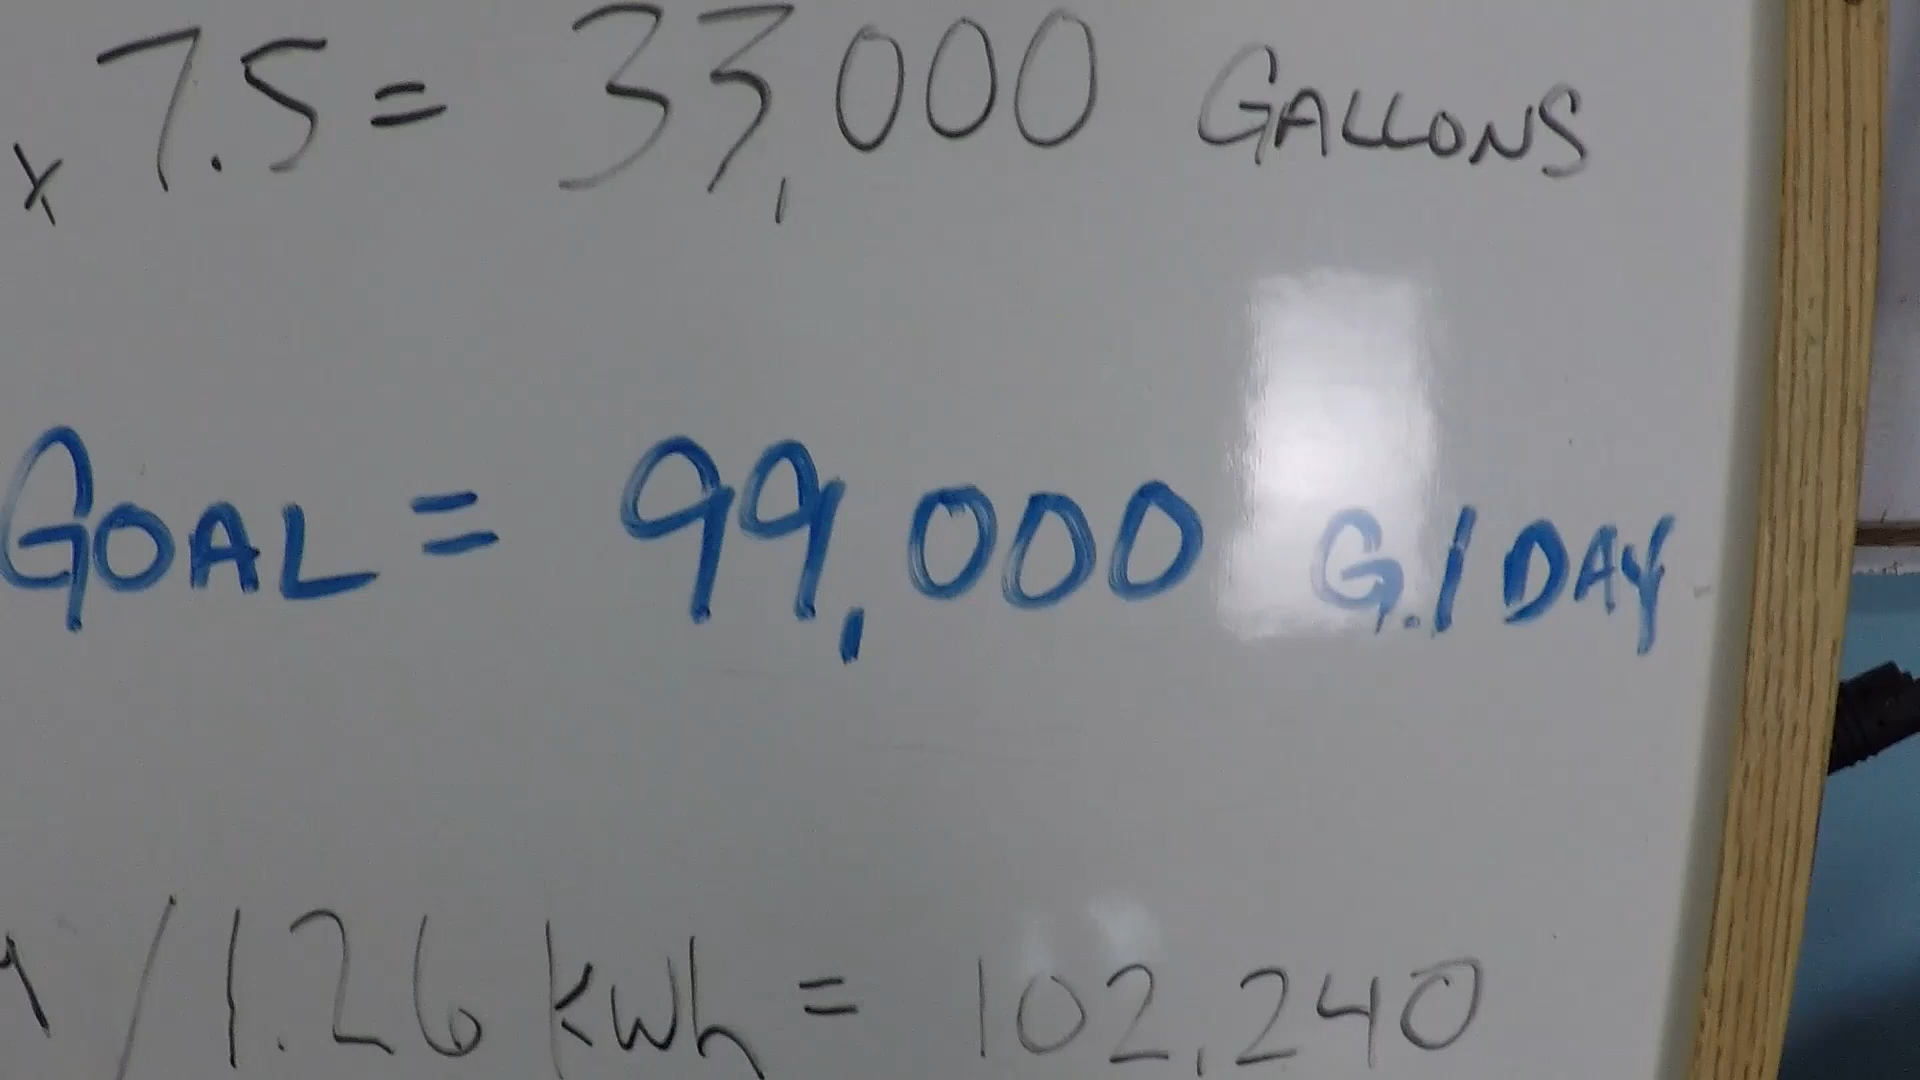 x 7.5 = 33,000 GALLONS
GOAL = 99,000 G./DAY
/ 1.26 kwh = 102,240